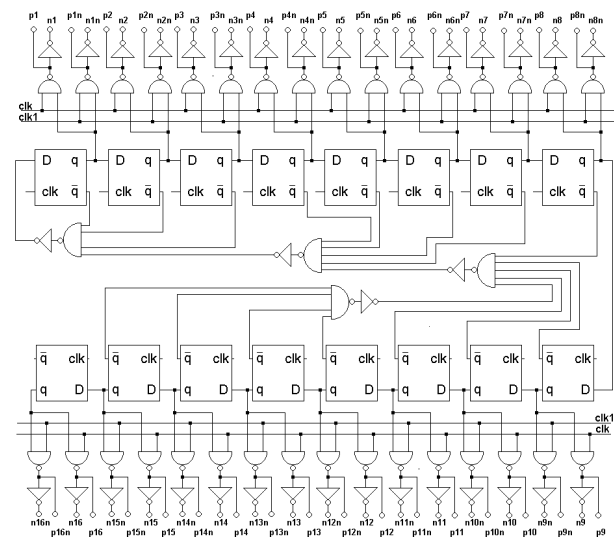 p1 n1 p1n n1n p2 n2 p2n n2n p3 n3 p3n n3n p4 n4 p4n n4n p5 n5 p5n n5n p6 n6 p6n n6n p7 n7 p7n n7n p8 n8 p8n n8n
clk
clk1
D q D q D q D q D q D q D q D q
clk q̅ clk q̅ clk q̅ clk q̅ clk q̅ clk q̅ clk q̅ clk q̅
q̅ clk q̅ clk q̅ clk q̅ clk q̅ clk q̅ clk q̅ clk q̅ clk
q D q D q D q D q D q D q D q D
clk1
clk
n16n n16 n15n n15 n14n n14 n13n n13 n12n n12 n11n n11 n10n n10 n9n n9
p16n p16 p15n p15 p14n p14 p13n p13 p12n p12 p11n p11 p10n p10 p9n p9